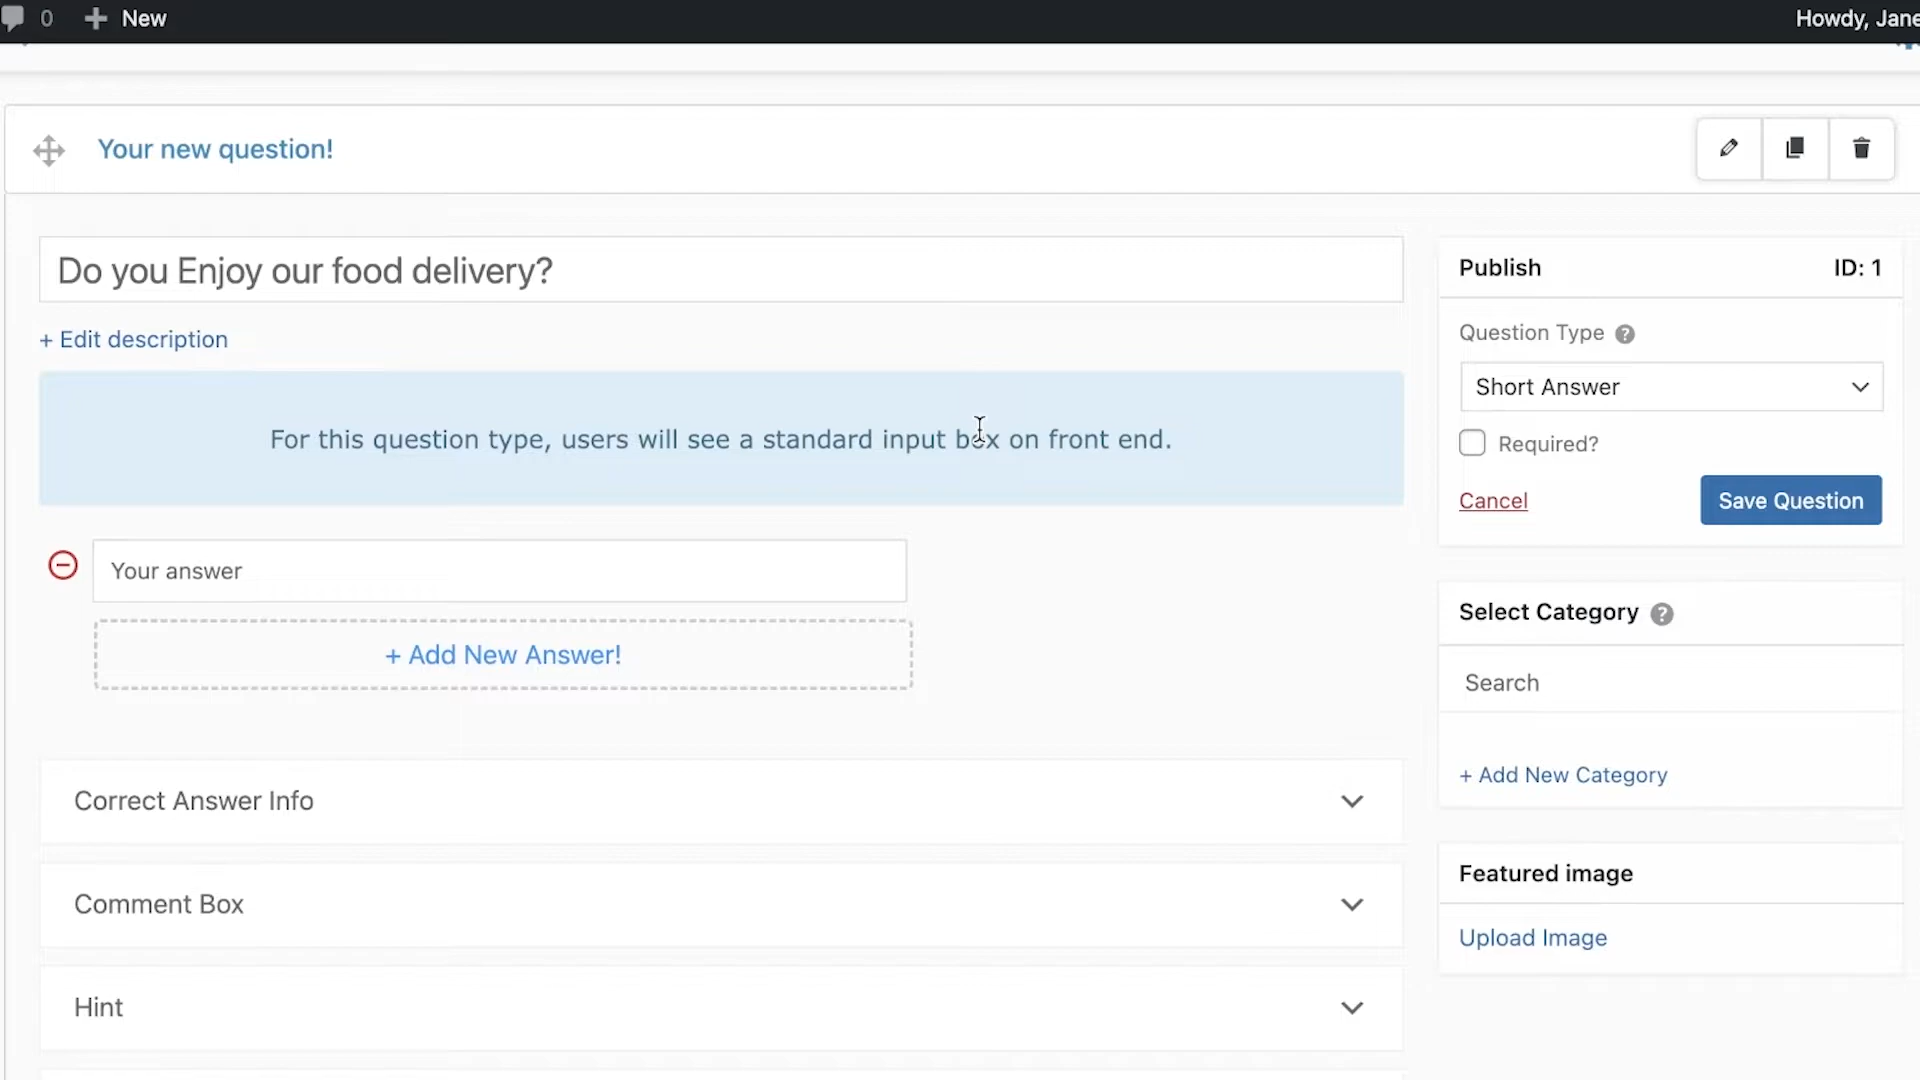 0 New Howdy, Jane
Your new question!
Do you Enjoy our food delivery?
+ Edit description
For this question type, users will see a standard input box on front end.
Your answer
+ Add New Answer!
Correct Answer Info
Comment Box
Hint
Publish ID: 1
Question Type ?
Short Answer
Required?
Cancel Save Question
Select Category ?
Search
+ Add New Category
Featured image
Upload Image